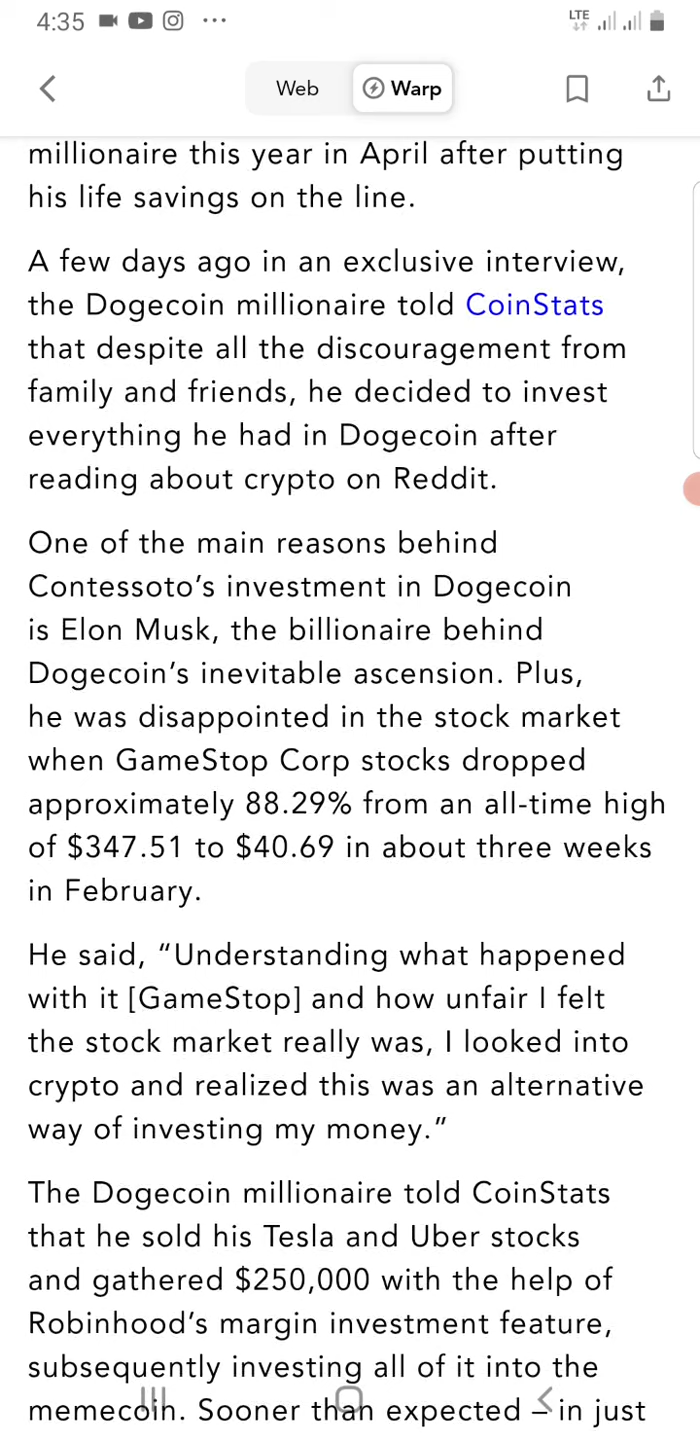 4:35
LTE
Web
Warp
millionaire this year in April after putting
his life savings on the line.
A few days ago in an exclusive interview,
the Dogecoin millionaire told CoinStats
that despite all the discouragement from
family and friends, he decided to invest
everything he had in Dogecoin after
reading about crypto on Reddit.
One of the main reasons behind
Contessoto’s investment in Dogecoin
is Elon Musk, the billionaire behind
Dogecoin’s inevitable ascension. Plus,
he was disappointed in the stock market
when GameStop Corp stocks dropped
approximately 88.29% from an all-time high
of $347.51 to $40.69 in about three weeks
in February.
He said, “Understanding what happened
with it [GameStop] and how unfair I felt
the stock market really was, I looked into
crypto and realized this was an alternative
way of investing my money.”
The Dogecoin millionaire told CoinStats
that he sold his Tesla and Uber stocks
and gathered $250,000 with the help of
Robinhood’s margin investment feature,
subsequently investing all of it into the
memecoin. Sooner than expected – in just